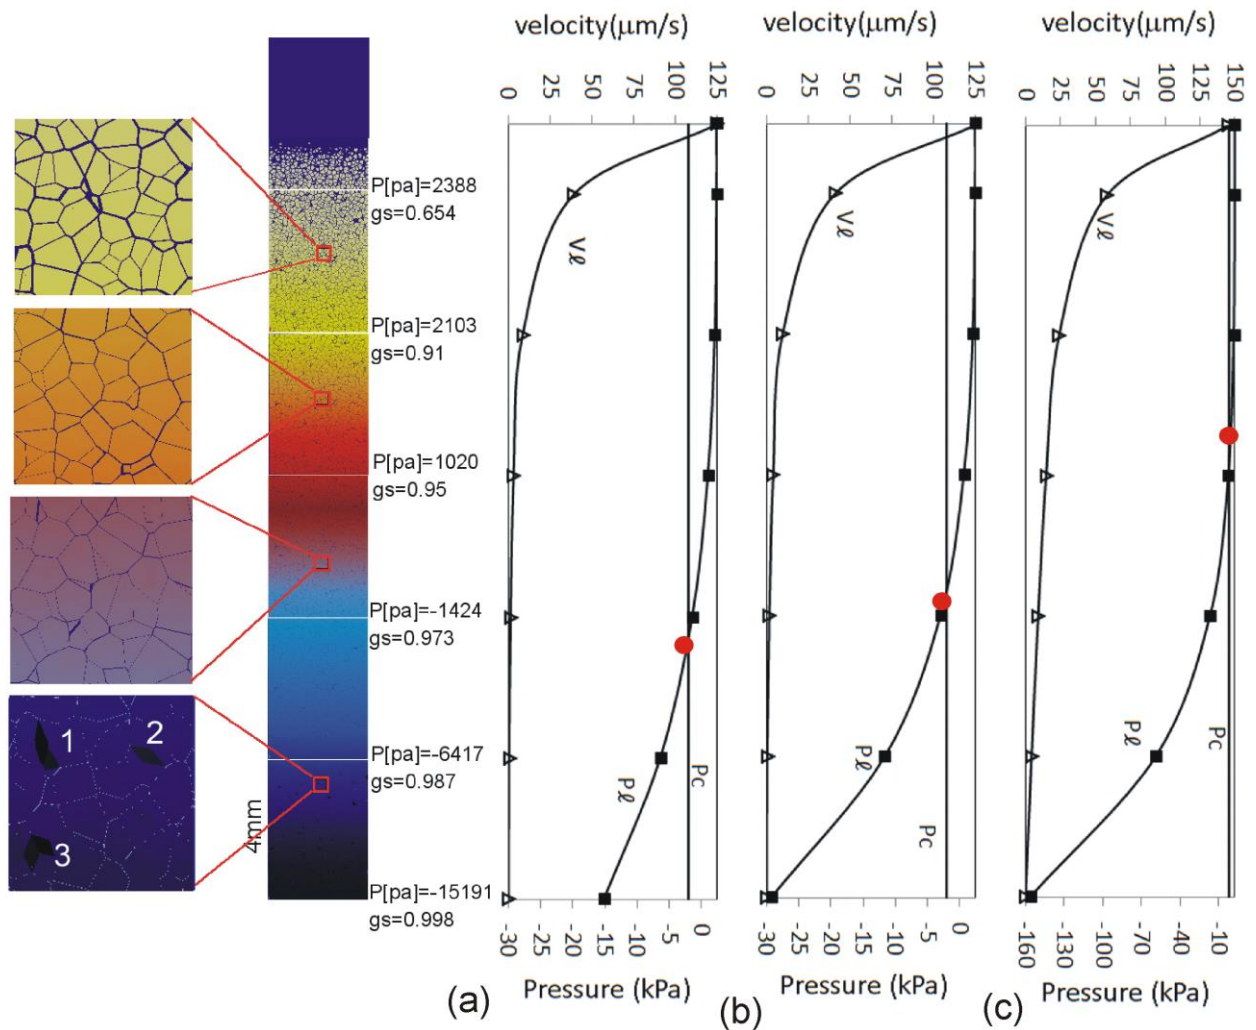 velocity(μm/s)
0 25 50 75 100 125
velocity(μm/s)
0 25 50 75 100 125
velocity(μm/s)
0 25 50 75 100 125 150
P[pa]=2388
gs=0.654
P[pa]=2103
gs=0.91
P[pa]=1020
gs=0.95
P[pa]=-1424
gs=0.973
P[pa]=-6417
gs=0.987
P[pa]=-15191
gs=0.998
4mm
1
2
3
Vℓ
Pℓ
Pc
Vℓ
Pℓ
Pc
Vℓ
Pℓ
Pc
-30 -25 -20 -15 -10 -5 0
Pressure (kPa)
(a)
-30 -25 -20 -15 -10 -5 0
Pressure (kPa)
(b)
-160 -130 -100 -70 -40 -10
Pressure (kPa)
(c)